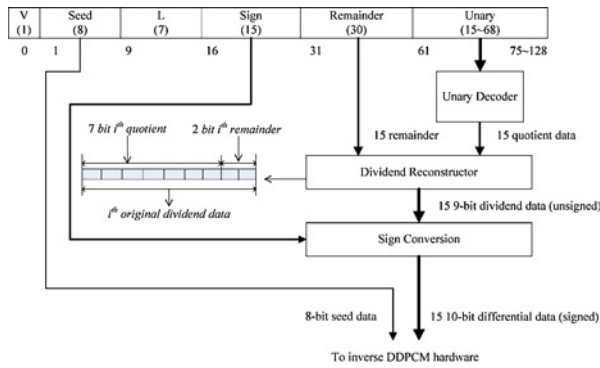 V Seed L Sign Remainder Unary
(1) (8) (7) (15) (30) (15~68)
0 1 9 16 31 61 75~128
Unary Decoder
7 bit iᵗʰ quotient 2 bit iᵗʰ remainder
15 remainder 15 quotient data
Dividend Reconstructor
iᵗʰ original dividend data
15 9-bit dividend data (unsigned)
Sign Conversion
8-bit seed data 15 10-bit differential data (signed)
To inverse DDPCM hardware